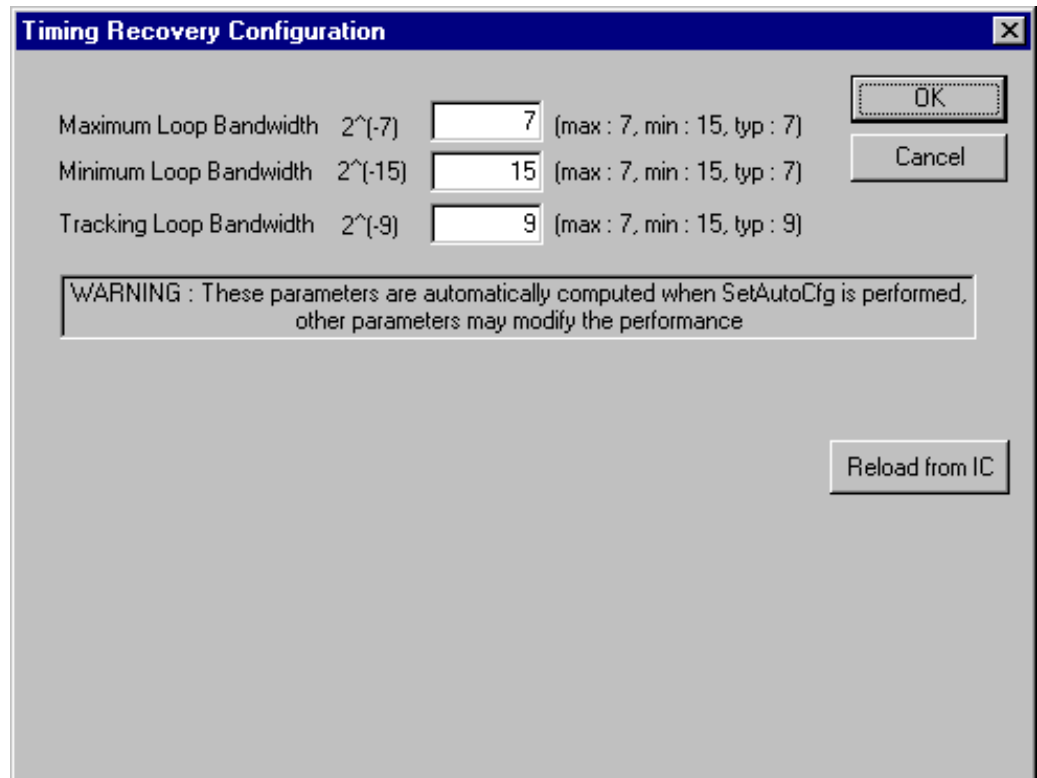 Timing Recovery Configuration
OK
Maximum Loop Bandwidth 2^(-7) 7 (max : 7, min : 15, typ : 7)
Cancel
Minimum Loop Bandwidth 2^(-15) 15 (max : 7, min : 15, typ : 7)
Tracking Loop Bandwidth 2^(-9) 9 (max : 7, min : 15, typ : 9)
WARNING : These parameters are automatically computed when SetAutoCfg is performed,
other parameters may modify the performance
Reload from IC